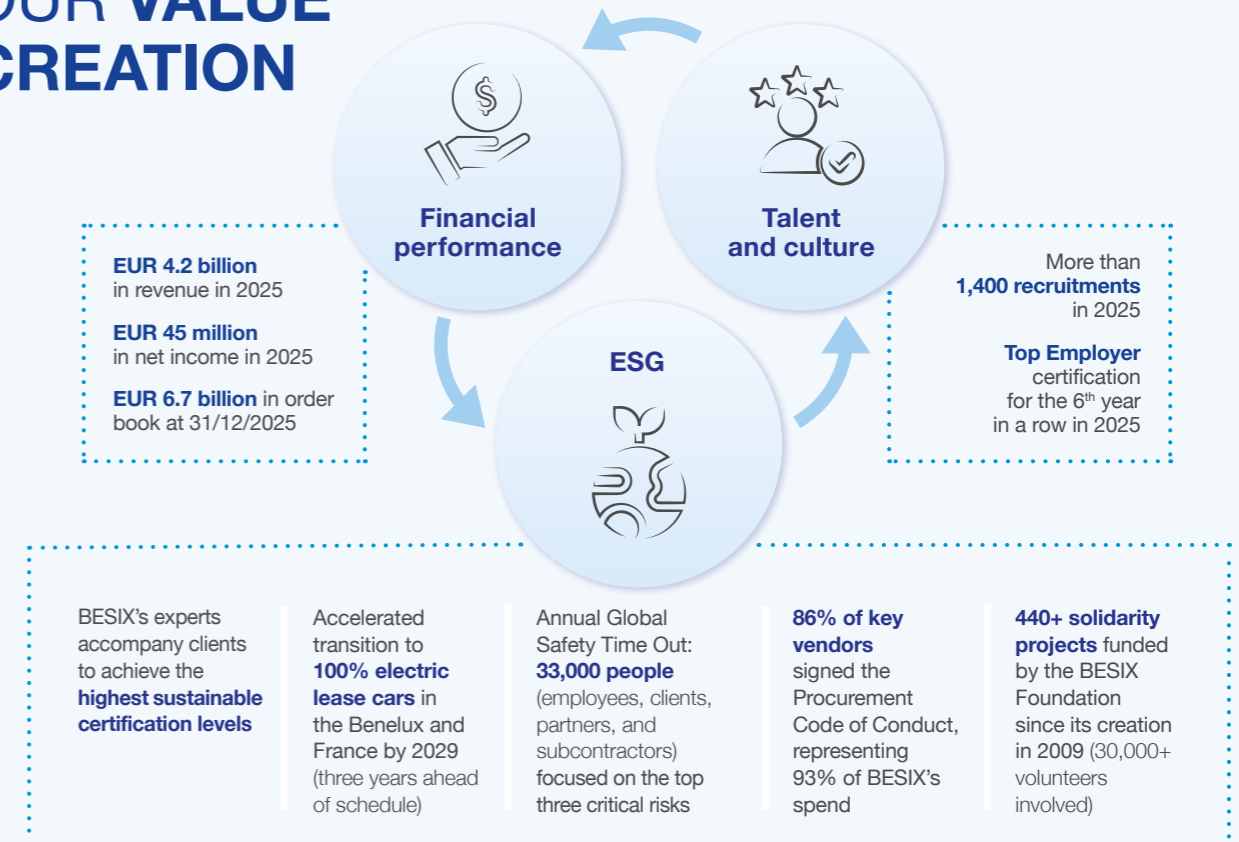 OUR VALUE
CREATION
Financial
performance
Talent
and culture
EUR 4.2 billion
in revenue in 2025
EUR 45 million
in net income in 2025
EUR 6.7 billion in order
book at 31/12/2025
More than
1,400 recruitments
in 2025
Top Employer
certification
for the 6th year
in a row in 2025
ESG
BESIX’s experts
accompany clients
to achieve the
highest sustainable
certification levels
Accelerated
transition to
100% electric
lease cars in
the Benelux and
France by 2029
(three years ahead
of schedule)
Annual Global
Safety Time Out:
33,000 people
(employees, clients,
partners, and
subcontractors)
focused on the top
three critical risks
86% of key
vendors
signed the
Procurement
Code of Conduct,
representing
93% of BESIX’s
spend
440+ solidarity
projects funded
by the BESIX
Foundation
since its creation
in 2009 (30,000+
volunteers
involved)